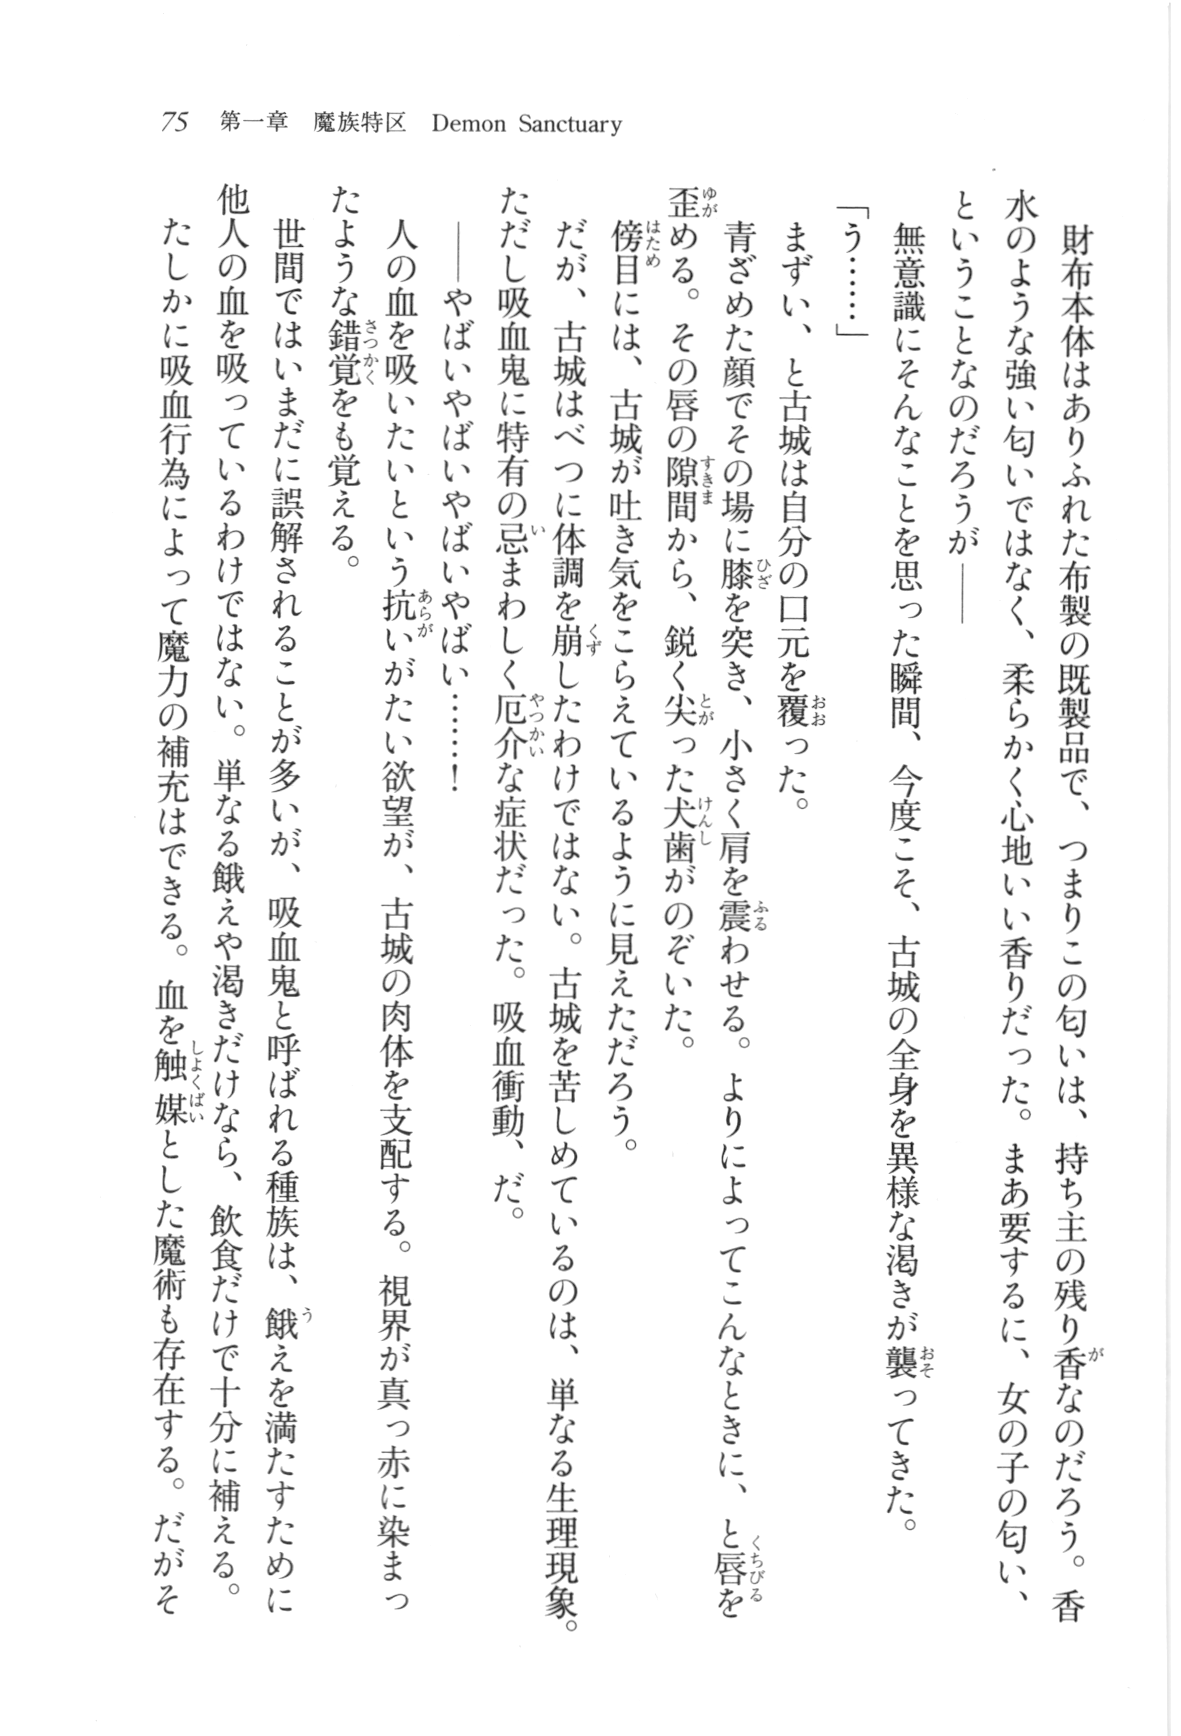 75　第一章　魔族特区　Demon Sanctuary
　財布本体はありふれた布製の既製品で、つまりこの匂いは、持ち主の残り香なのだろう。香
水のような強い匂いではなく、柔らかく心地いい香りだった。まあ要するに、女の子の匂い、
ということなのだろうが――
　無意識にそんなことを思った瞬間、今度こそ、古城の全身を異様な渇きが襲ってきた。
「う……」
　まずい、と古城は自分の口元を覆った。
　青ざめた顔でその場に膝を突き、小さく肩を震わせる。よりによってこんなときに、と唇を
歪める。その唇の隙間から、鋭く尖った犬歯がのぞいた。
　傍目には、古城が吐き気をこらえているように見えただろう。
　だが、古城はべつに体調を崩したわけではない。古城を苦しめているのは、単なる生理現象。
ただし吸血鬼に特有の忌まわしく厄介な症状だった。吸血衝動、だ。
　――やばいやばいやばいやばい……！
　人の血を吸いたいという抗いがたい欲望が、古城の肉体を支配する。視界が真っ赤に染まっ
たような錯覚をも覚える。
　世間ではいまだに誤解されることが多いが、吸血鬼と呼ばれる種族は、餓えを満たすために
他人の血を吸っているわけではない。単なる餓えや渇きだけなら、飲食だけで十分に補える。
　たしかに吸血行為によって魔力の補充はできる。血を触媒とした魔術も存在する。だがそ